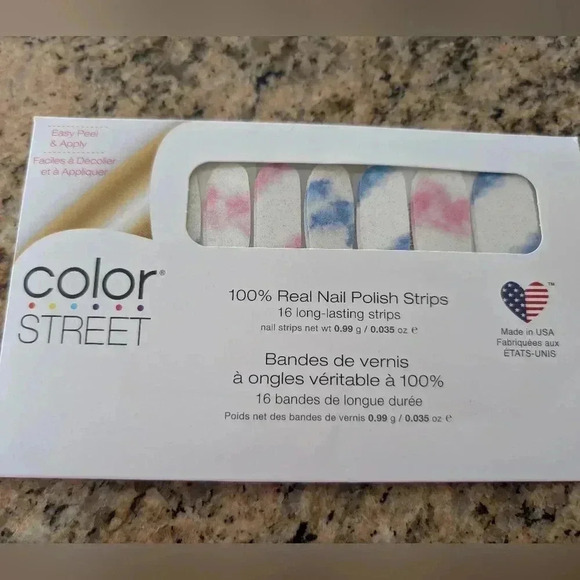 Easy Peel
& Apply
Faciles à Décoller
et à Appliquer
color®
STREET
100% Real Nail Polish Strips
16 long-lasting strips
nail strips net wt 0.99 g / 0.035 oz e
Bandes de vernis
à ongles véritable à 100%
16 bandes de longue durée
Poids net des bandes de vernis 0.99 g / 0.035 oz e
TM
Made in USA
Fabriquées aux
ÉTATS-UNIS